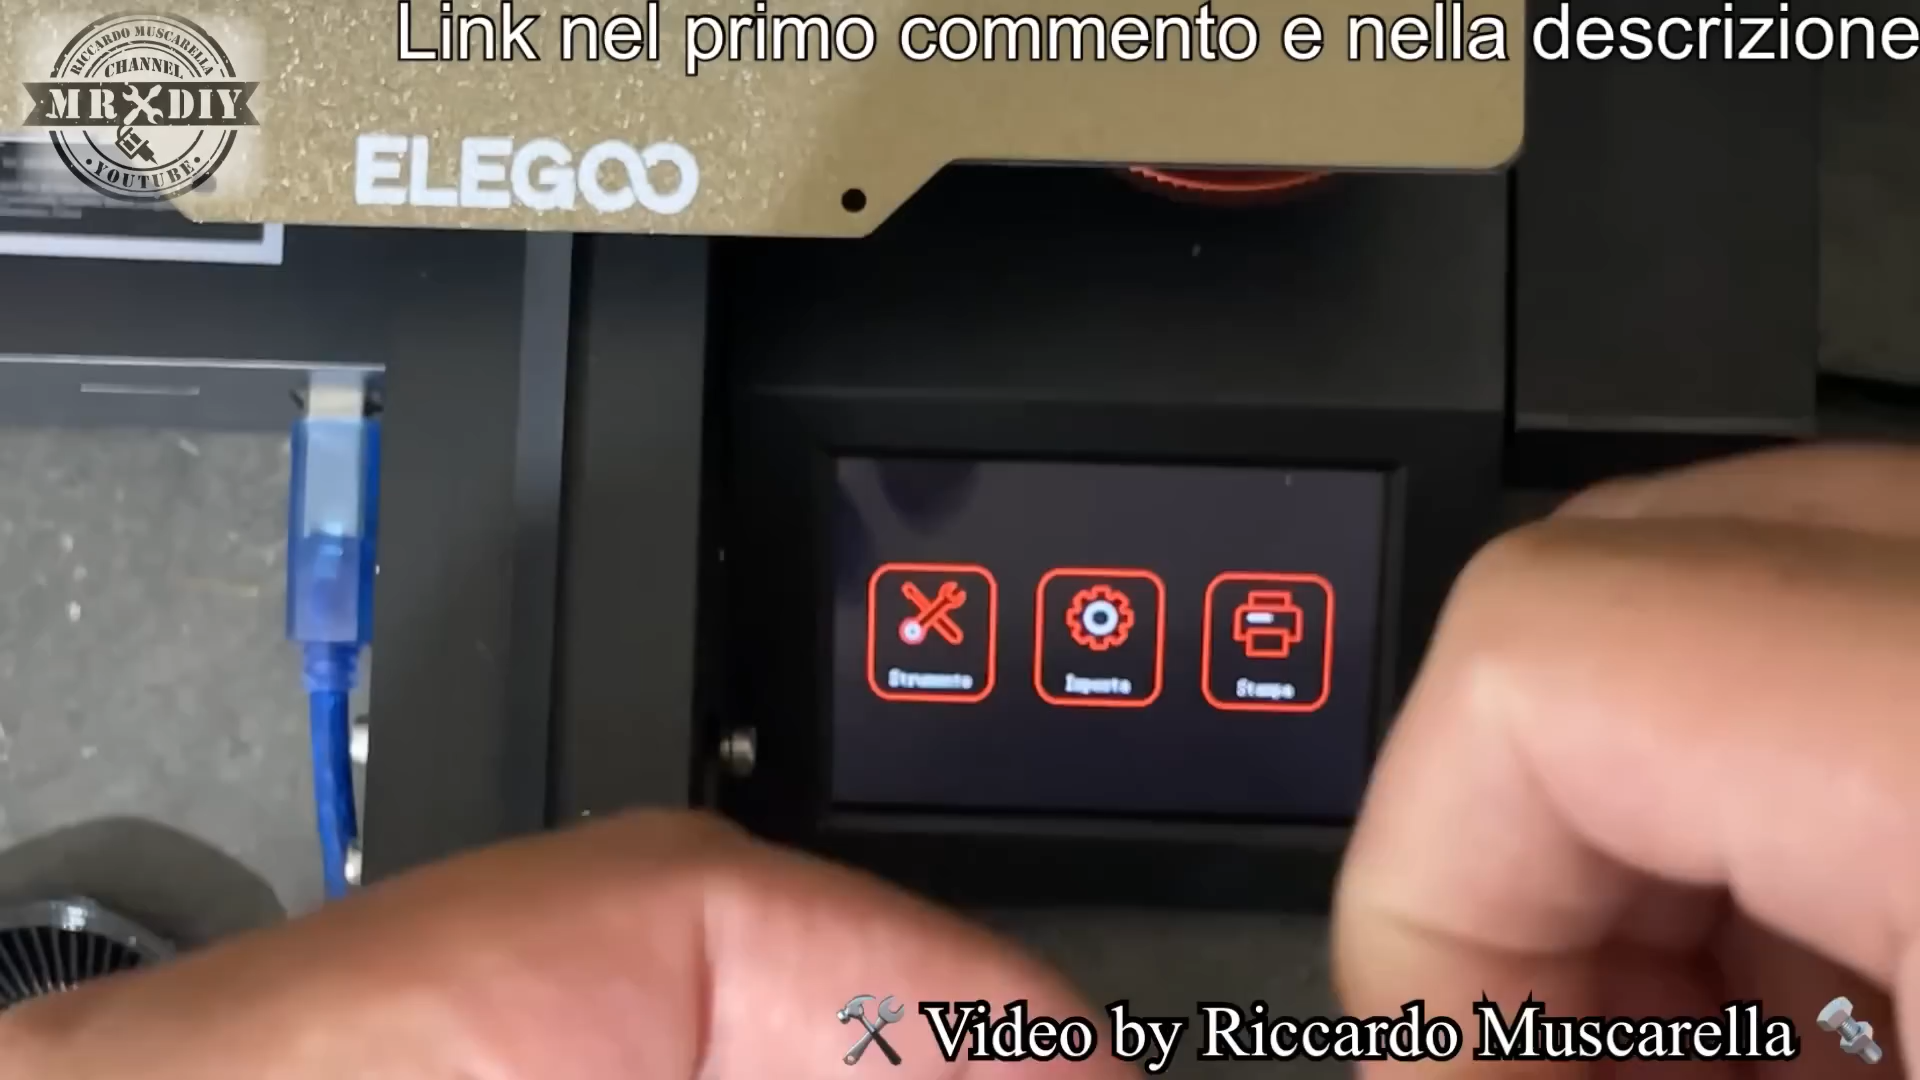 Link nel primo commento e nella descrizione
RICCARDO MUSCARELLA
CHANNEL
MR DIY
YOUTUBE
ELEGOO
Strumento
Imposta
Stampa
Video by Riccardo Muscarella